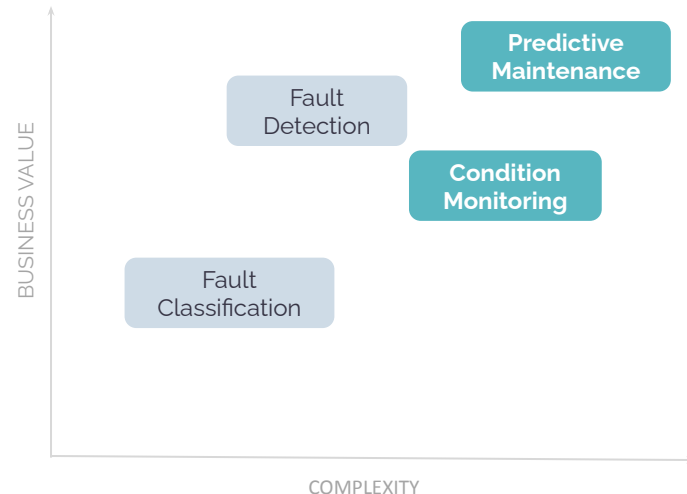 Predictive
Maintenance
Fault
Detection
Condition
Monitoring
Fault
Classification
BUSINESS VALUE
COMPLEXITY